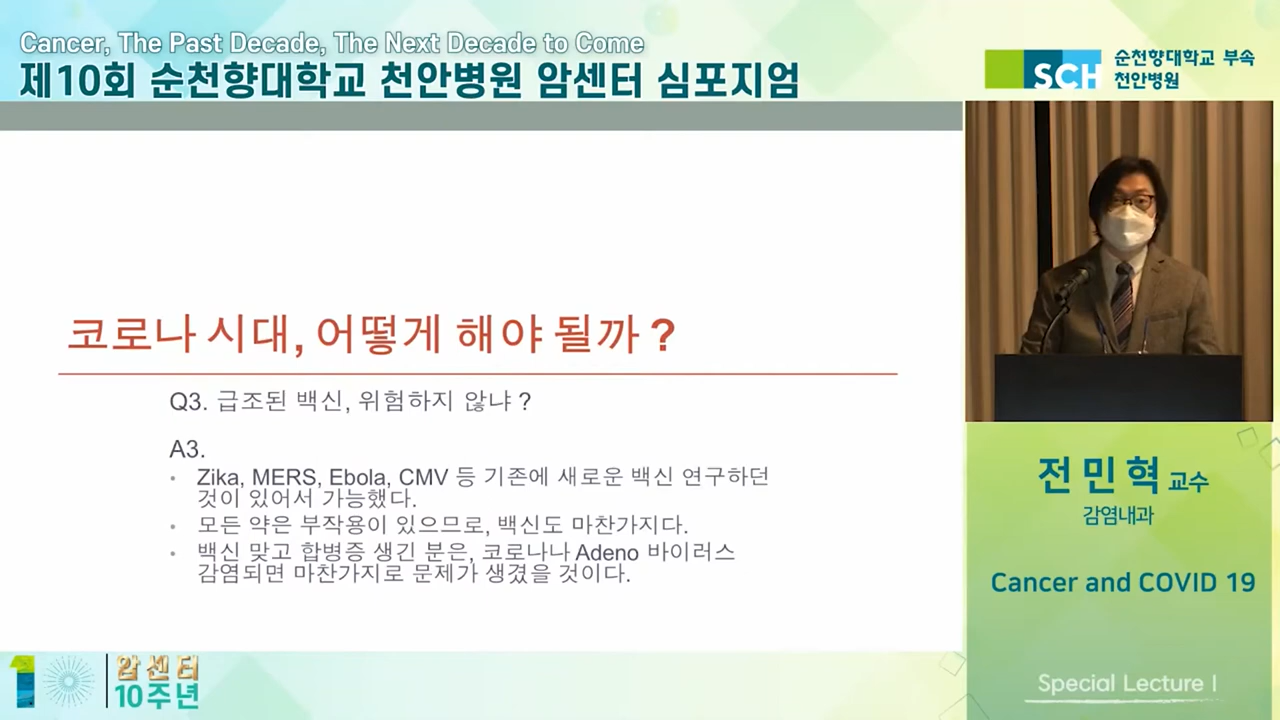 Cancer, The Past Decade, The Next Decade to Come
제10회 순천향대학교 천안병원 암센터 심포지엄
SCH
순천향대학교 부속
천안병원
코로나 시대, 어떻게 해야 될까 ?
Q3. 급조된 백신, 위험하지 않냐 ?
A3.
• Zika, MERS, Ebola, CMV 등 기존에 새로운 백신 연구하던
것이 있어서 가능했다.
• 모든 약은 부작용이 있으므로, 백신도 마찬가지다.
• 백신 맞고 합병증 생긴 분은, 코로나나 Adeno 바이러스
감염되면 마찬가지로 문제가 생겼을 것이다.
전 민 혁 교수
감염내과
Cancer and COVID 19
Special Lecture I
암센터
10주년